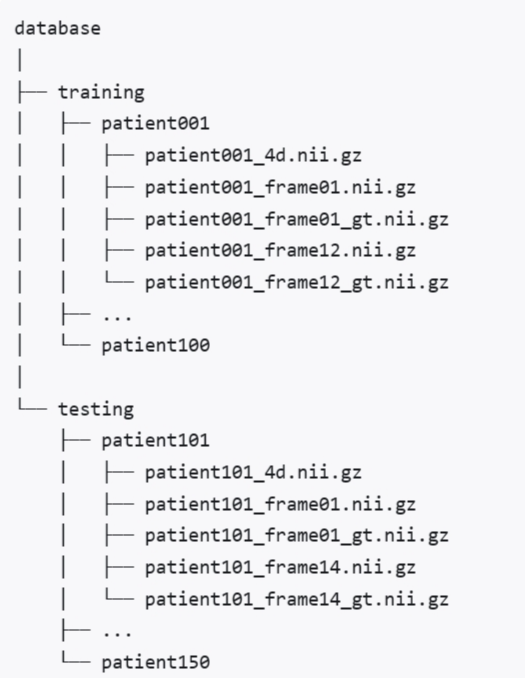 database
│
├── training
│   ├── patient001
│   │   ├── patient001_4d.nii.gz
│   │   ├── patient001_frame01.nii.gz
│   │   ├── patient001_frame01_gt.nii.gz
│   │   ├── patient001_frame12.nii.gz
│   │   └── patient001_frame12_gt.nii.gz
│   ├── ...
│   └── patient100
│
└── testing
    ├── patient101
    │   ├── patient101_4d.nii.gz
    │   ├── patient101_frame01.nii.gz
    │   ├── patient101_frame01_gt.nii.gz
    │   ├── patient101_frame14.nii.gz
    │   └── patient101_frame14_gt.nii.gz
    ├── ...
    └── patient150